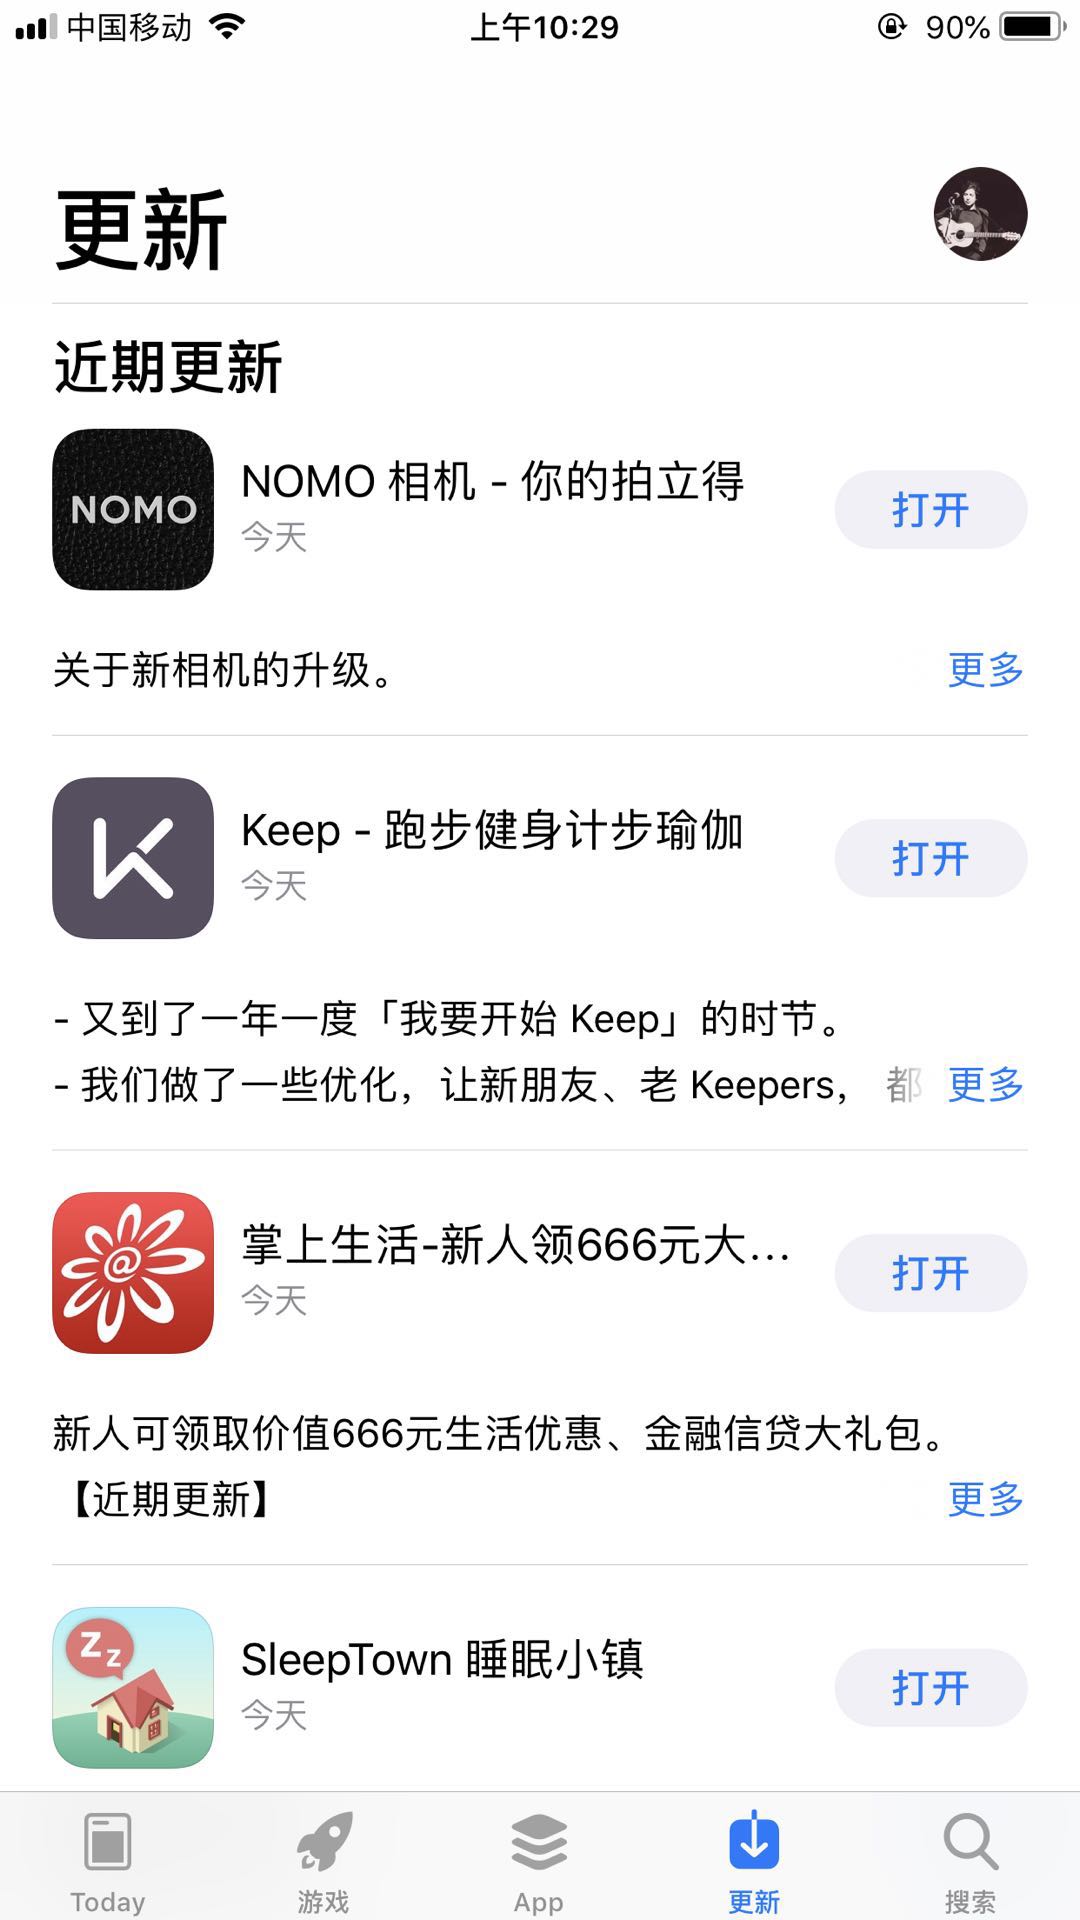 中国移动
上午10:29
90%
更新
近期更新
NOMO
NOMO 相机 - 你的拍立得
今天
打开
关于新相机的升级。
更多
Keep - 跑步健身计步瑜伽
今天
打开
- 又到了一年一度「我要开始 Keep」的时节。
- 我们做了一些优化，让新朋友、老 Keepers， 都
更多
@
掌上生活-新人领666元大...
今天
打开
新人可领取价值666元生活优惠、金融信贷大礼包。
【近期更新】
更多
Zz
SleepTown 睡眠小镇
今天
打开
Today
游戏
App
更新
搜索